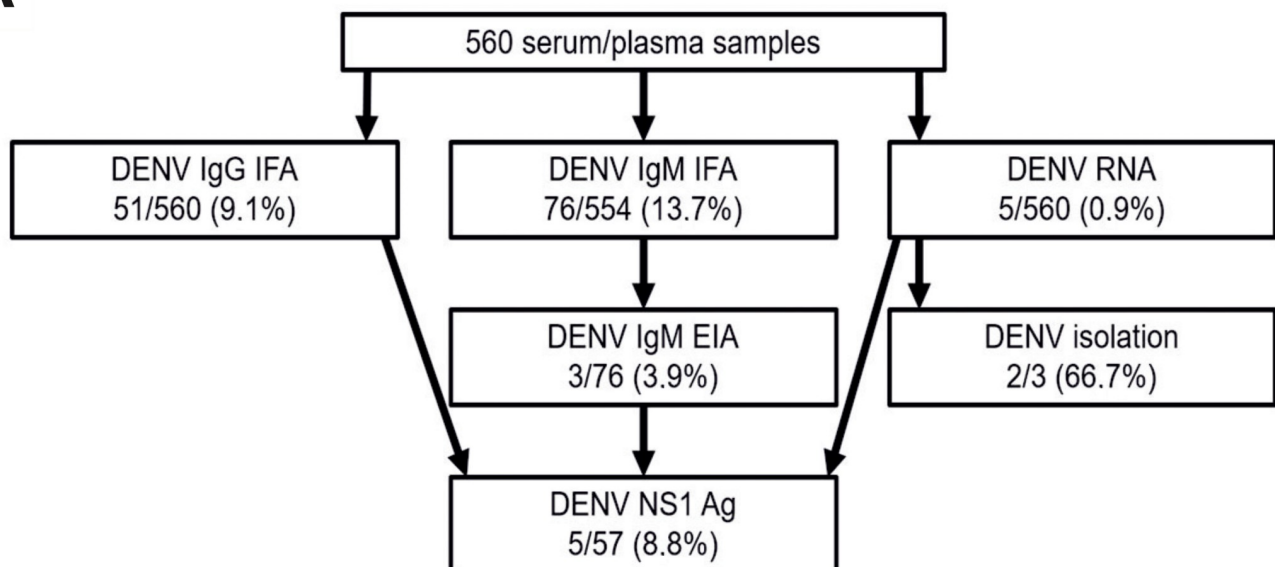 560 serum/plasma samples
DENV IgG IFA
51/560 (9.1%)
DENV IgM IFA
76/554 (13.7%)
DENV RNA
5/560 (0.9%)
DENV IgM EIA
3/76 (3.9%)
DENV isolation
2/3 (66.7%)
DENV NS1 Ag
5/57 (8.8%)